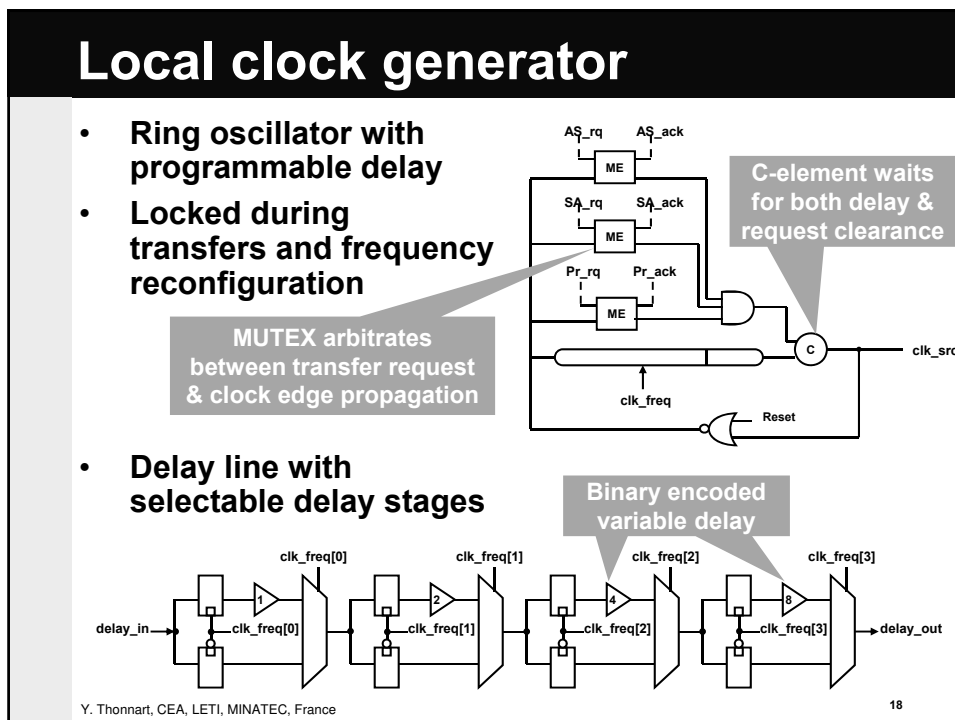 Local clock generator
• Ring oscillator with
programmable delay
• Locked during
transfers and frequency
reconfiguration
AS_rq AS_ack
ME
SA_rq SA_ack
ME
Pr_rq Pr_ack
ME
C-element waits
for both delay &
request clearance
MUTEX arbitrates
between transfer request
& clock edge propagation
C
clk_src
clk_freq
Reset
• Delay line with
selectable delay stages
Binary encoded
variable delay
clk_freq[0] clk_freq[1] clk_freq[2] clk_freq[3]
1 2 4 8
delay_in clk_freq[0] clk_freq[1] clk_freq[2] clk_freq[3] delay_out
Y. Thonnart, CEA, LETI, MINATEC, France
18